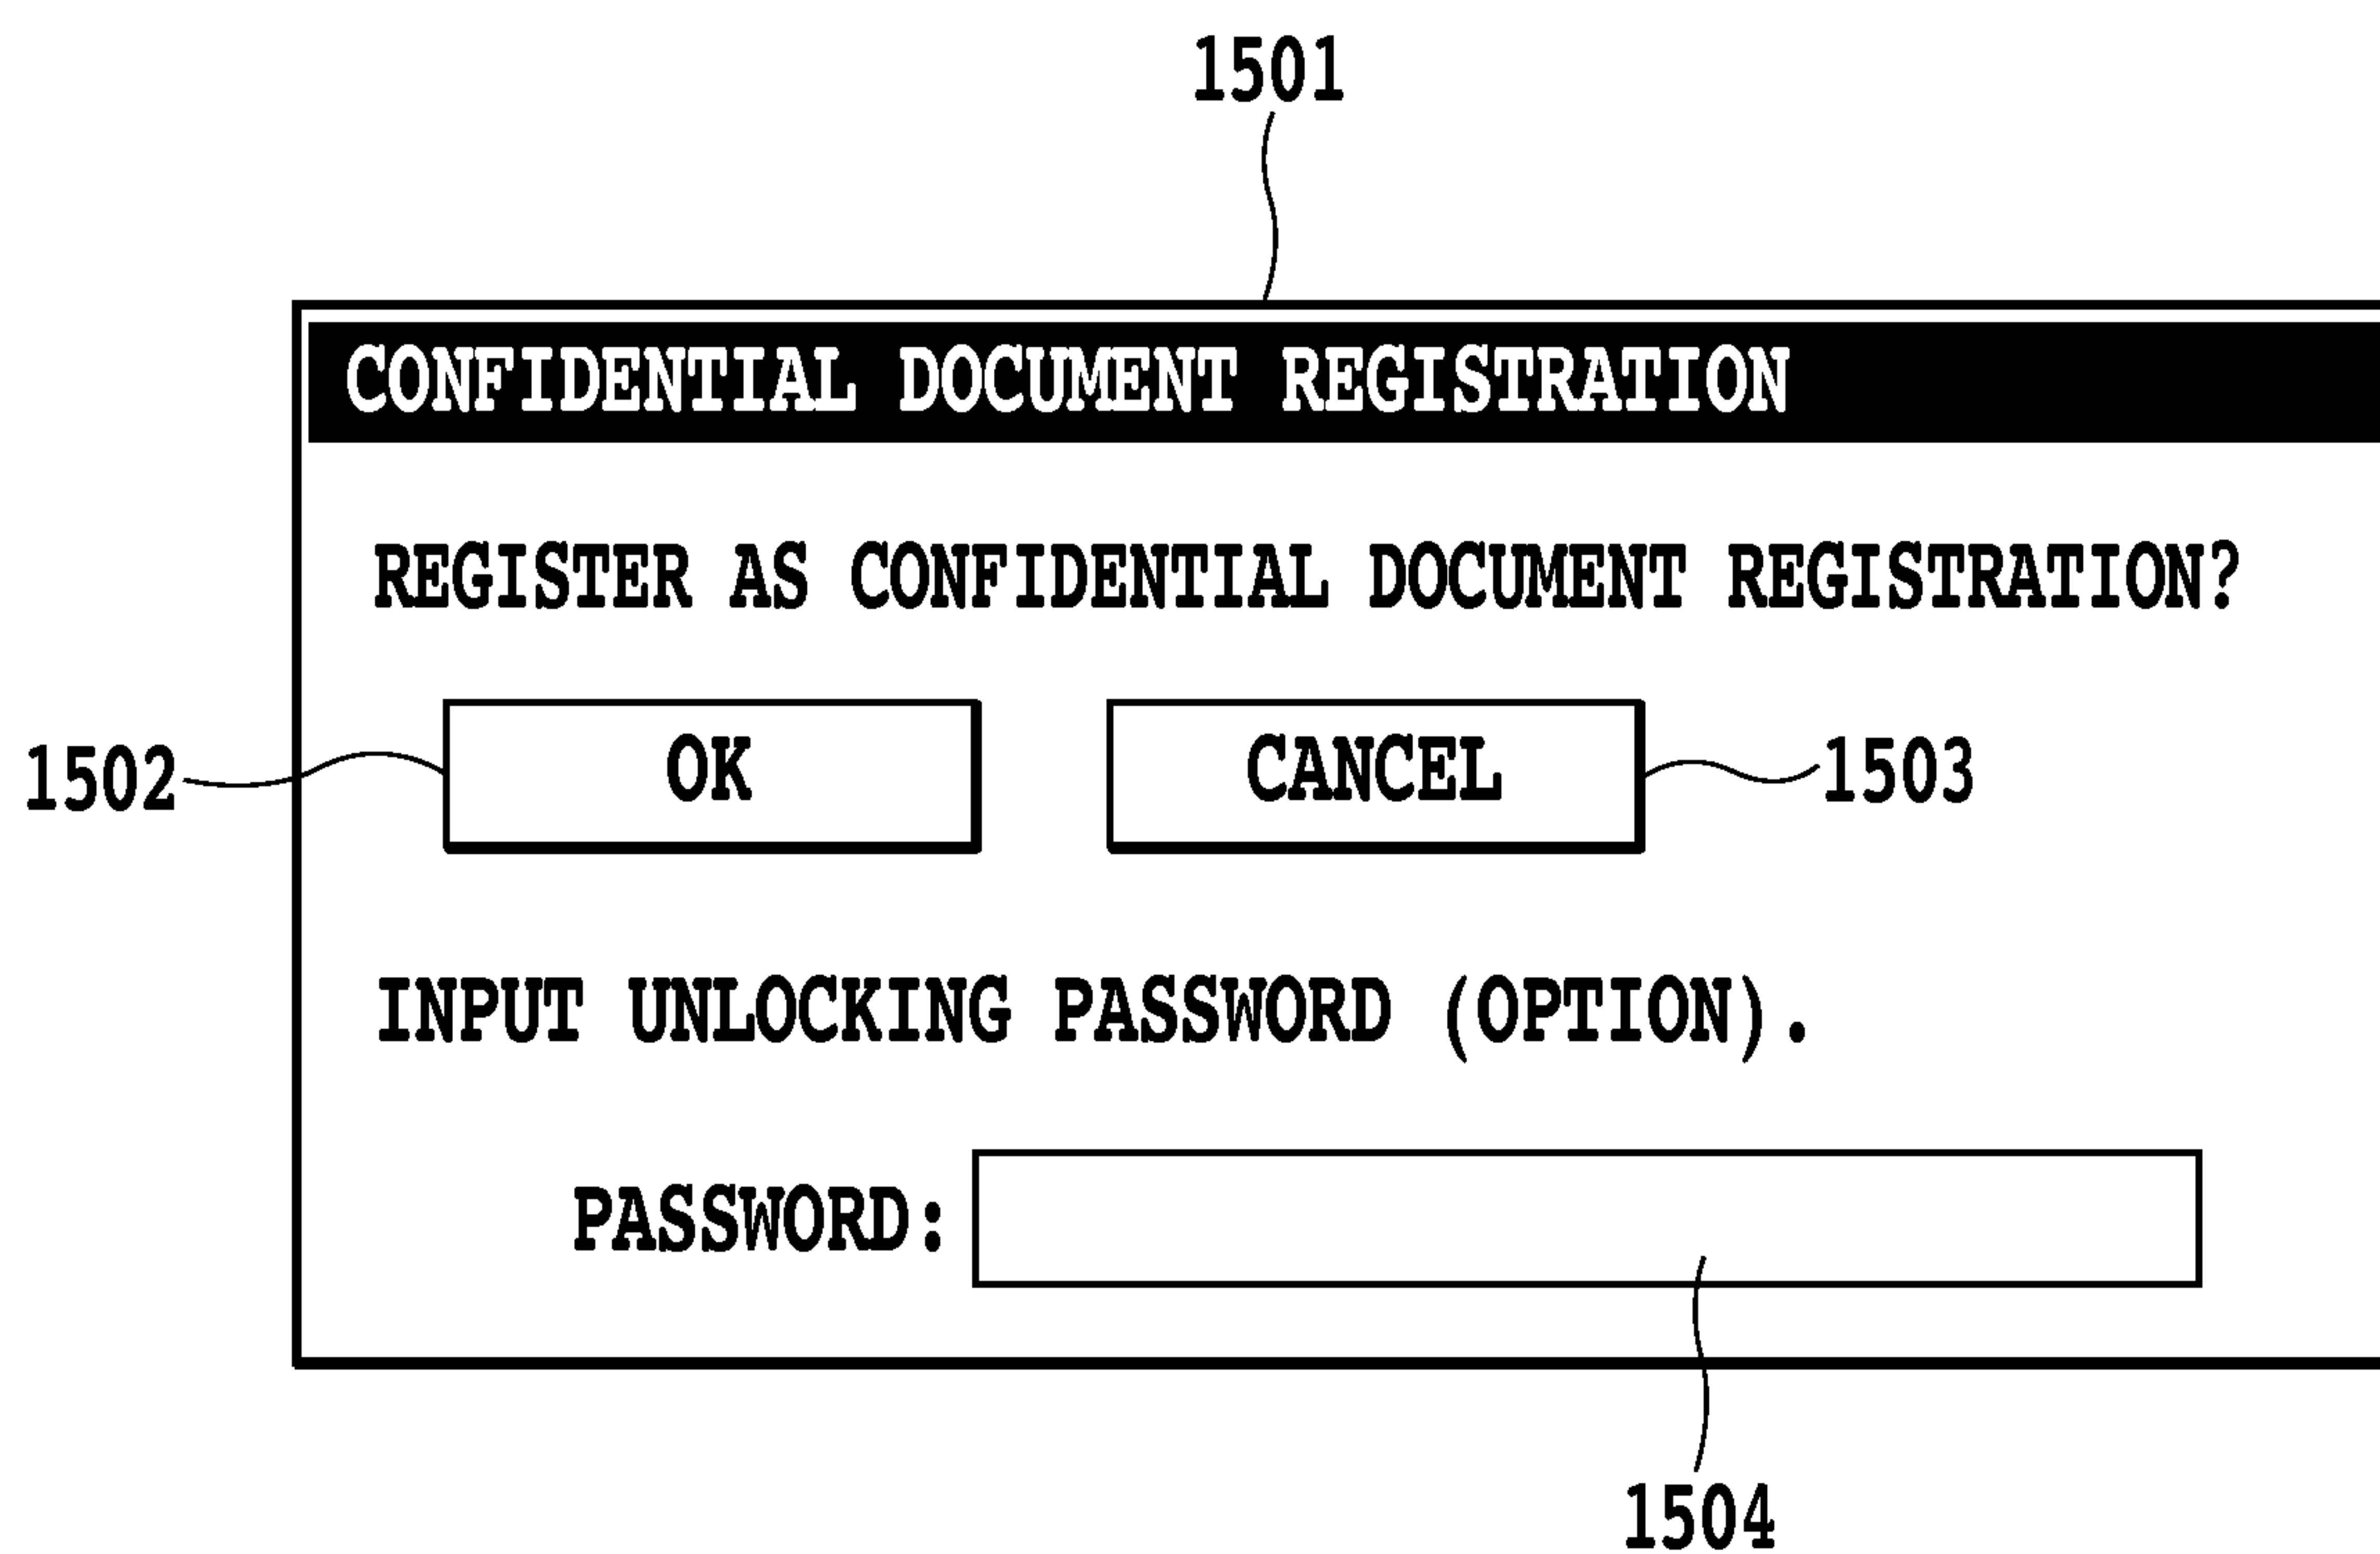 1501
CONFIDENTIAL DOCUMENT REGISTRATION
REGISTER AS CONFIDENTIAL DOCUMENT REGISTRATION?
1502 OK CANCEL 1503
INPUT UNLOCKING PASSWORD (OPTION).
PASSWORD:
1504